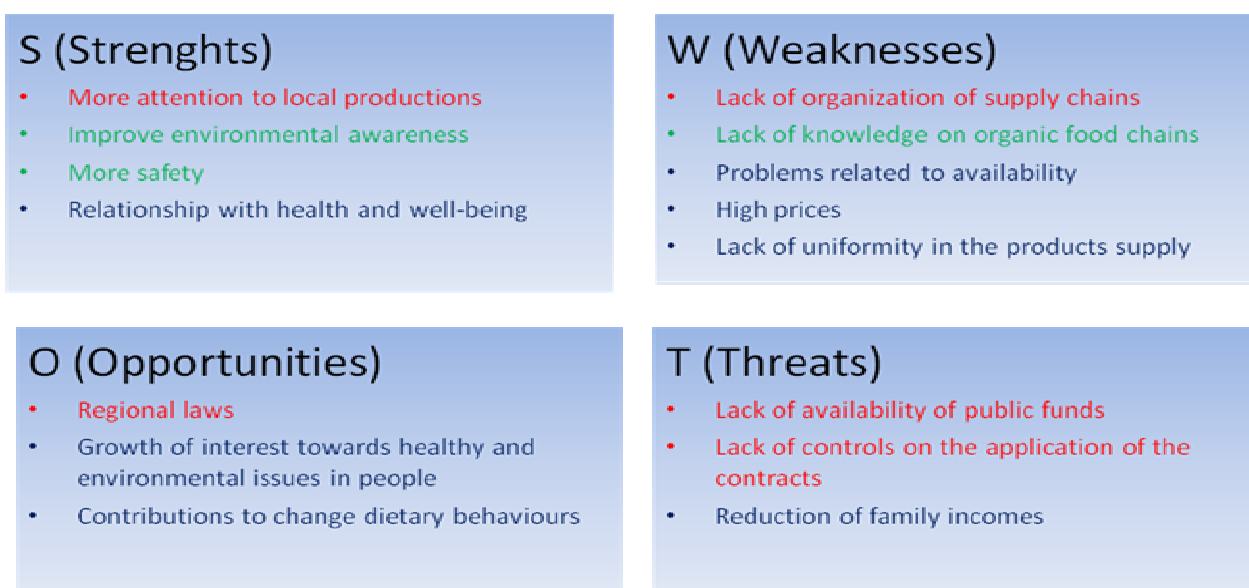 S (Strenghts)
• More attention to local productions
• Improve environmental awareness
• More safety
• Relationship with health and well-being
W (Weaknesses)
• Lack of organization of supply chains
• Lack of knowledge on organic food chains
• Problems related to availability
• High prices
• Lack of uniformity in the products supply
O (Opportunities)
• Regional laws
• Growth of interest towards healthy and
environmental issues in people
• Contributions to change dietary behaviours
T (Threats)
• Lack of availability of public funds
• Lack of controls on the application of the
contracts
• Reduction of family incomes